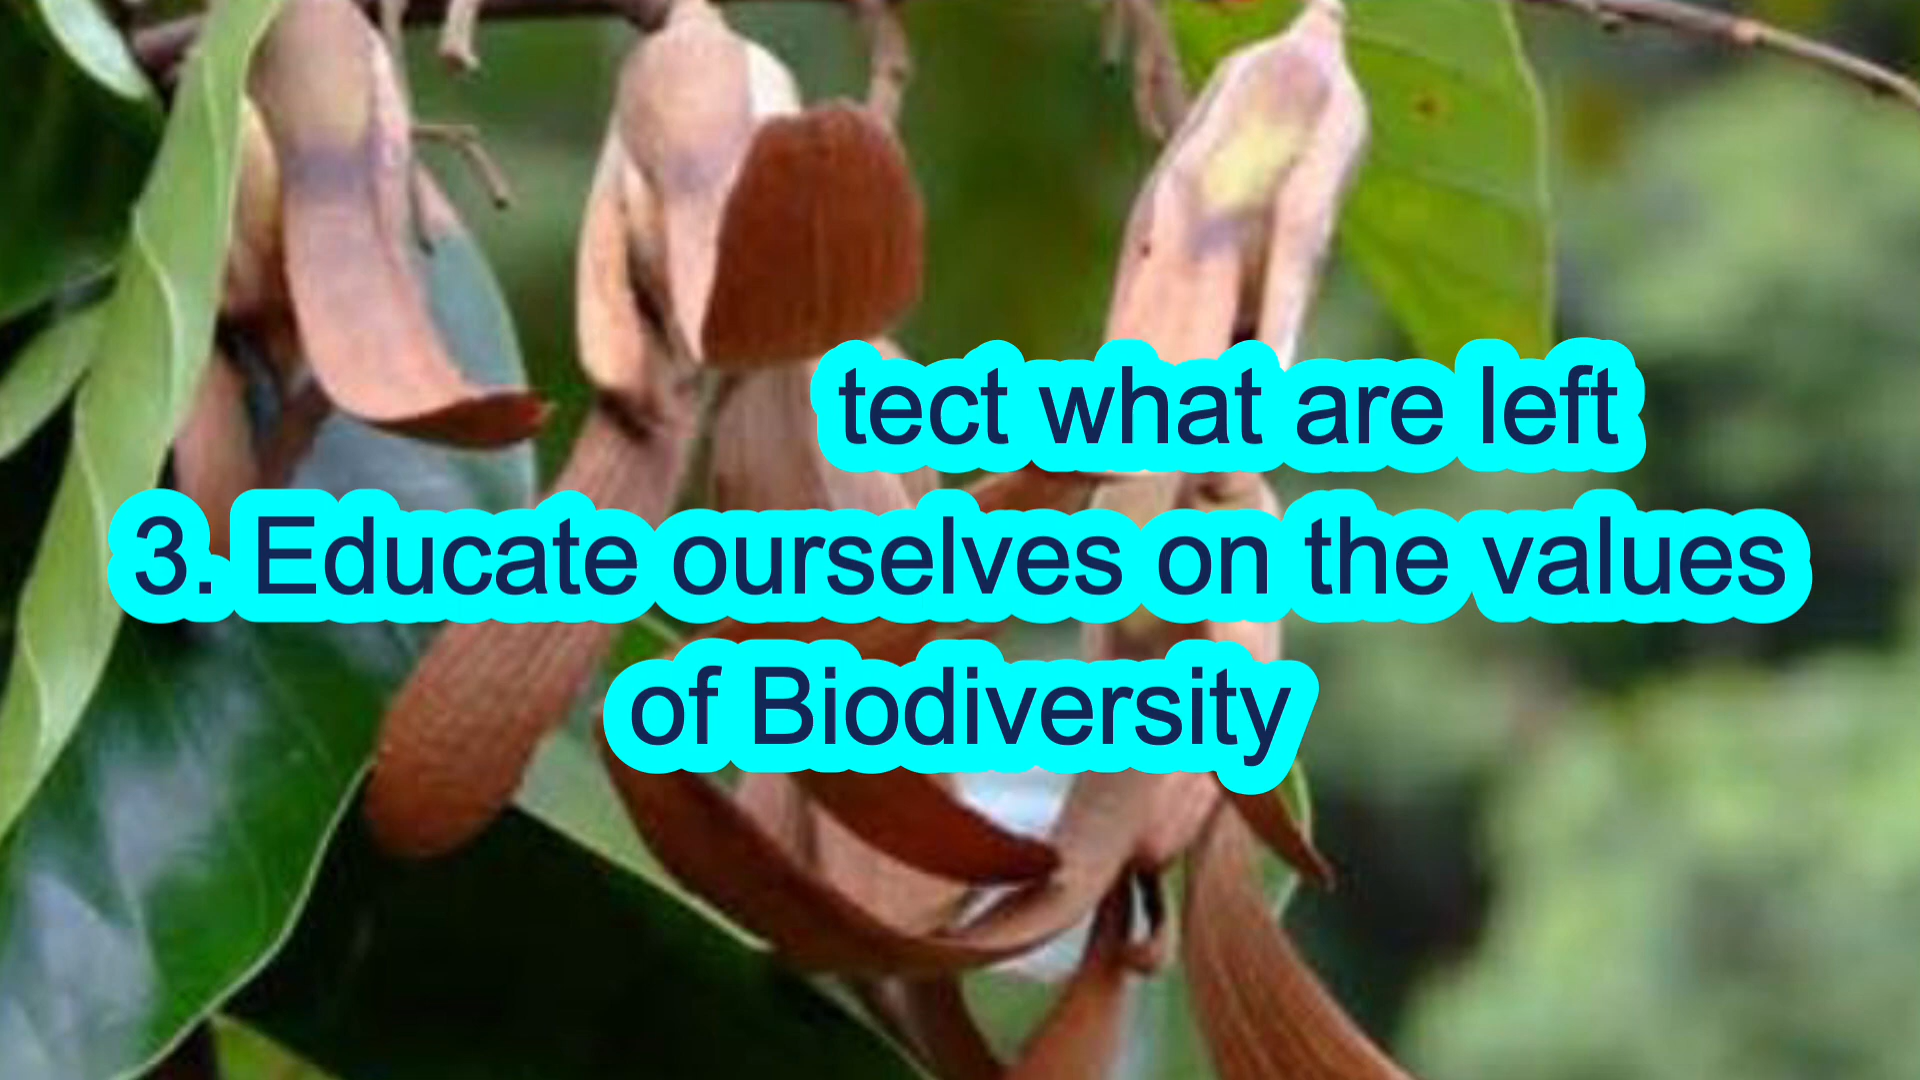 tect what are left
3. Educate ourselves on the values
of Biodiversity